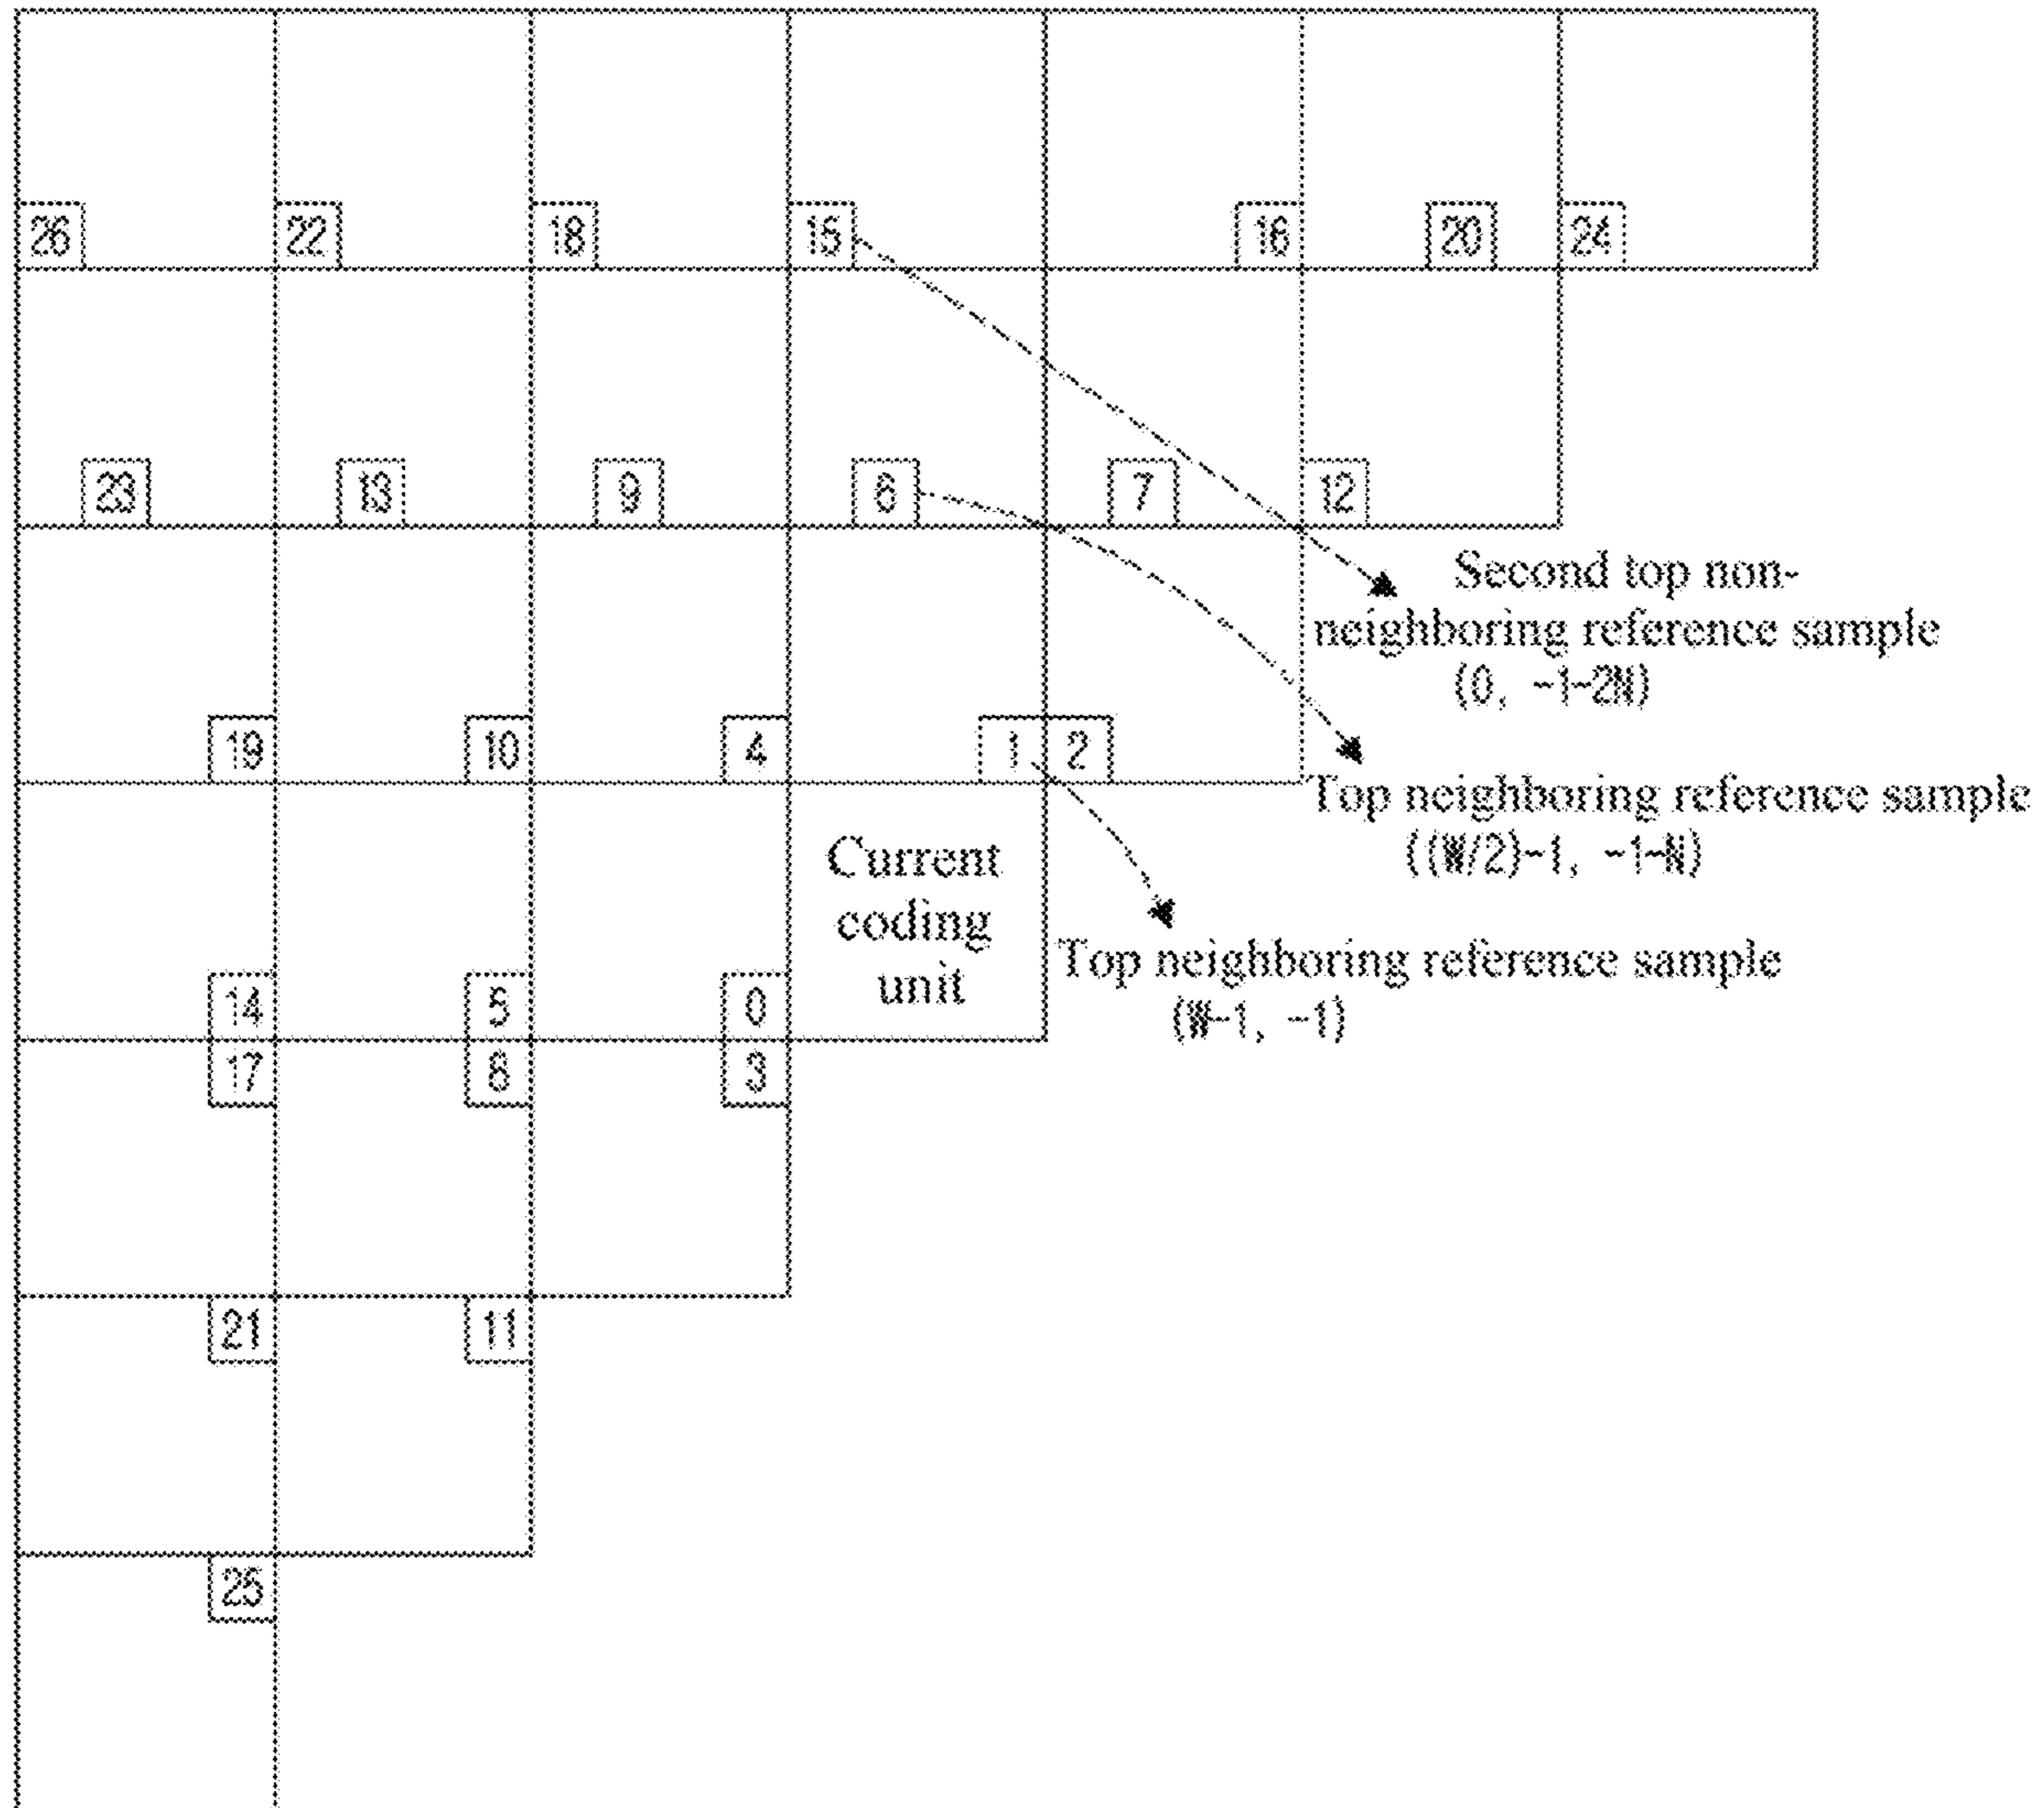 26 22 18 15 16 20 24
23 13 9 6 7 12
Second top non-
neighboring reference sample
(0, -1-2N)
19 10 4 1 2
Top neighboring reference sample
((W/2)-1, -1-N)
Current
coding
unit
Top neighboring reference sample
(W-1, -1)
14 5 0
17 8 3
21 11
25